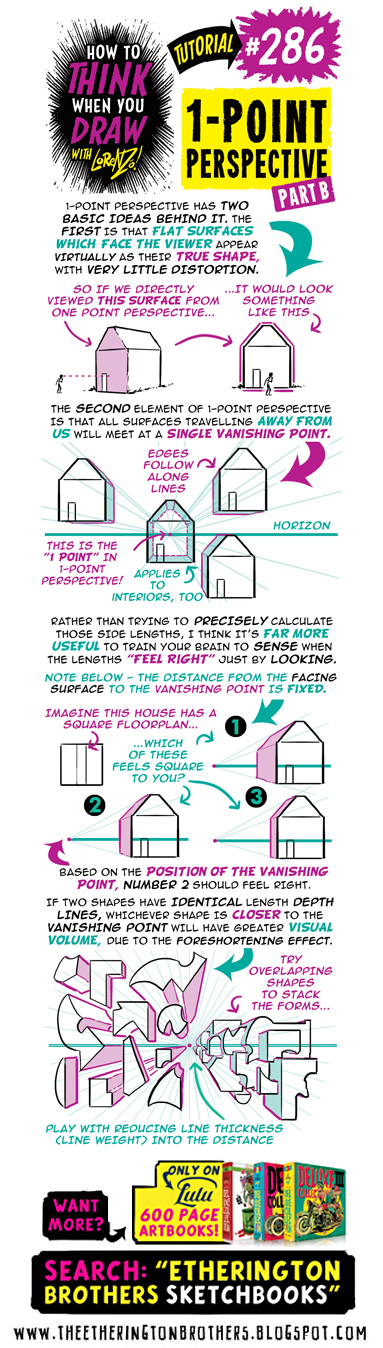 HOW TO
THINK
WHEN YOU
DRAW
WITH LORENZO!
TUTORIAL
#286
1-POINT
PERSPECTIVE
PART B
1-POINT PERSPECTIVE HAS TWO
BASIC IDEAS BEHIND IT. THE
FIRST IS THAT FLAT SURFACES
WHICH FACE THE VIEWER APPEAR
VIRTUALLY AS THEIR TRUE SHAPE,
WITH VERY LITTLE DISTORTION.
SO IF WE DIRECTLY
VIEWED THIS SURFACE FROM
ONE POINT PERSPECTIVE...
...IT WOULD LOOK
SOMETHING
LIKE THIS
THE SECOND ELEMENT OF 1-POINT PERSPECTIVE
IS THAT ALL SURFACES TRAVELLING AWAY FROM
US WILL MEET AT A SINGLE VANISHING POINT.
EDGES
FOLLOW
ALONG
LINES
HORIZON
THIS IS THE
"1 POINT" IN
1-POINT
PERSPECTIVE!
APPLIES
TO
INTERIORS, TOO
RATHER THAN TRYING TO PRECISELY CALCULATE
THOSE SIDE LENGTHS, I THINK IT'S FAR MORE
USEFUL TO TRAIN YOUR BRAIN TO SENSE WHEN
THE LENGTHS "FEEL RIGHT" JUST BY LOOKING.
NOTE BELOW - THE DISTANCE FROM THE FACING
SURFACE TO THE VANISHING POINT IS FIXED.
IMAGINE THIS HOUSE HAS A
SQUARE FLOORPLAN...
...WHICH
OF THESE
FEELS SQUARE
TO YOU?
1
2
3
BASED ON THE POSITION OF THE VANISHING
POINT, NUMBER 2 SHOULD FEEL RIGHT.
IF TWO SHAPES HAVE IDENTICAL LENGTH DEPTH
LINES, WHICHEVER SHAPE IS CLOSER TO THE
VANISHING POINT WILL HAVE GREATER VISUAL
VOLUME, DUE TO THE FORESHORTENING EFFECT.
TRY
OVERLAPPING
SHAPES
TO STACK
THE FORMS...
PLAY WITH REDUCING LINE THICKNESS
(LINE WEIGHT) INTO THE DISTANCE
WANT
MORE?
ONLY ON
Lulu
600 PAGE
ARTBOOKS!
DELUXE
III
SEARCH: "ETHERINGTON
BROTHERS SKETCHBOOKS"
WWW.THEETHERINGTONBROTHERS.BLOGSPOT.COM